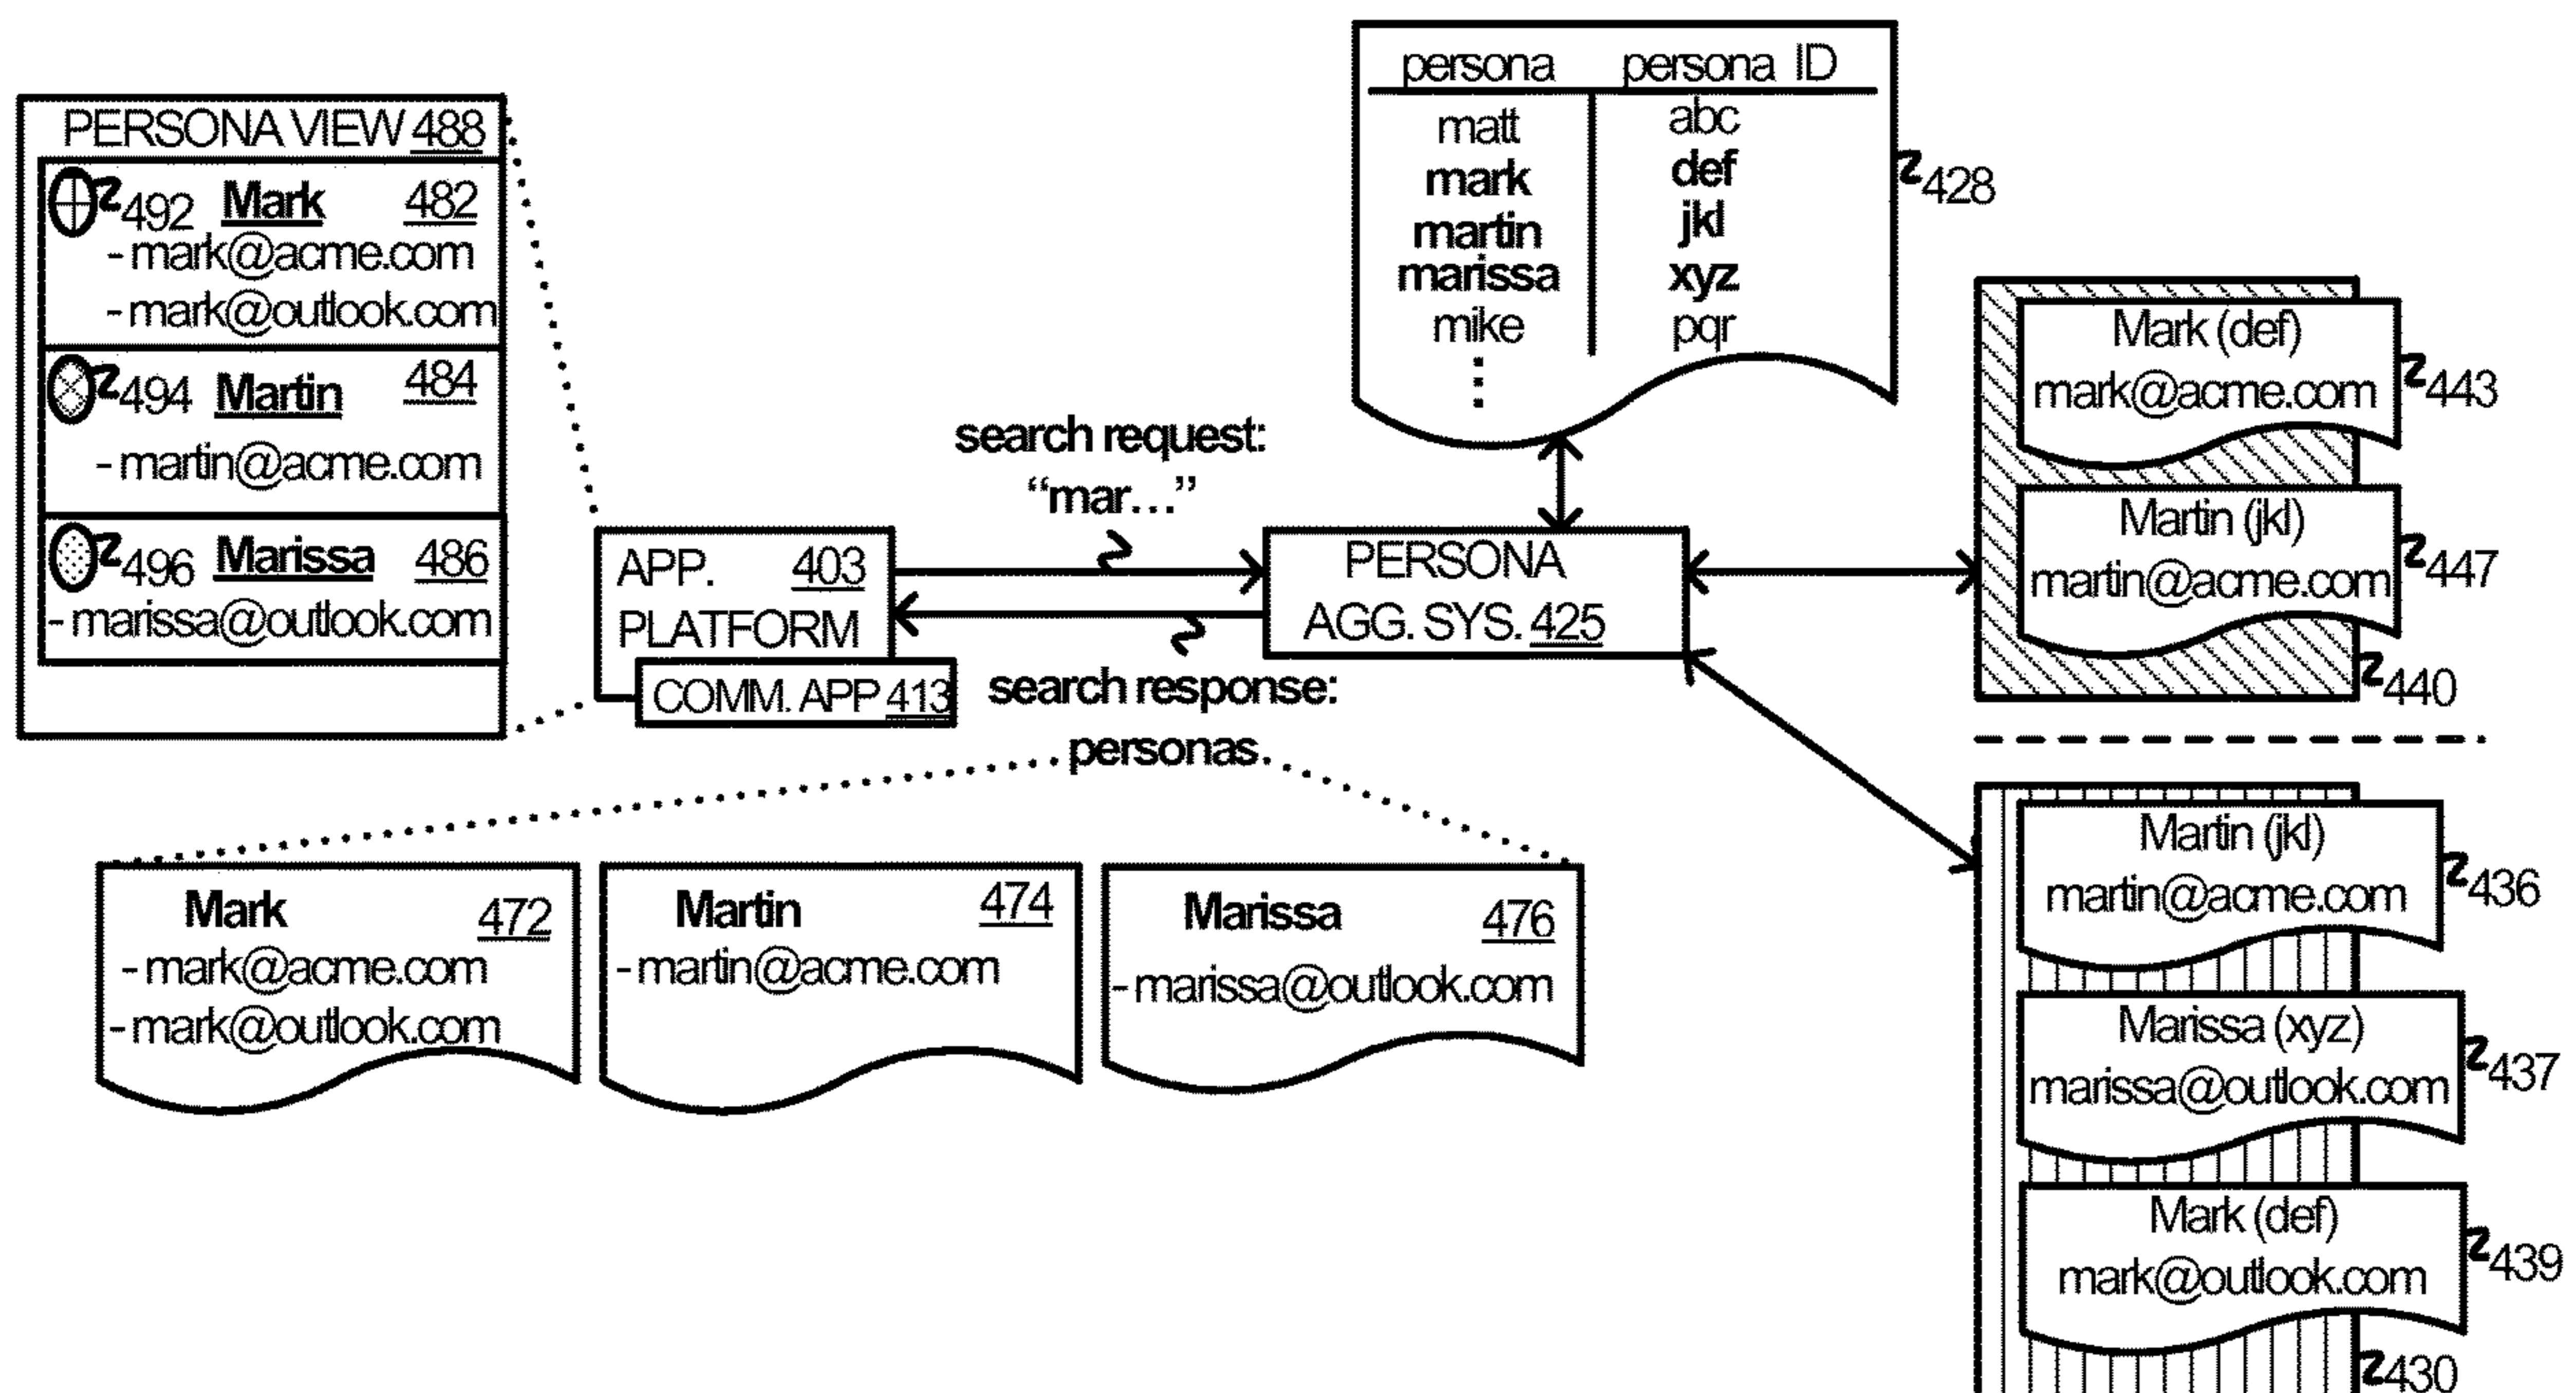 PERSONA VIEW 488
492 Mark 482
- mark@acme.com
- mark@outlook.com
494 Martin 484
- martin@acme.com
496 Marissa 486
- marissa@outlook.com
persona persona ID
matt abc
mark def
martin jkl
marissa xyz
mike pqr
428
search request:
"mar..."
APP. 403
PLATFORM
COMM. APP 413
PERSONA
AGG. SYS. 425
search response:
personas
Mark 472
- mark@acme.com
- mark@outlook.com
Martin 474
- martin@acme.com
Marissa 476
- marissa@outlook.com
Mark (def)
mark@acme.com
443
Martin (jkl)
martin@acme.com
447
440
Martin (jkl)
martin@acme.com
436
Marissa (xyz)
marissa@outlook.com
437
Mark (def)
mark@outlook.com
439
430